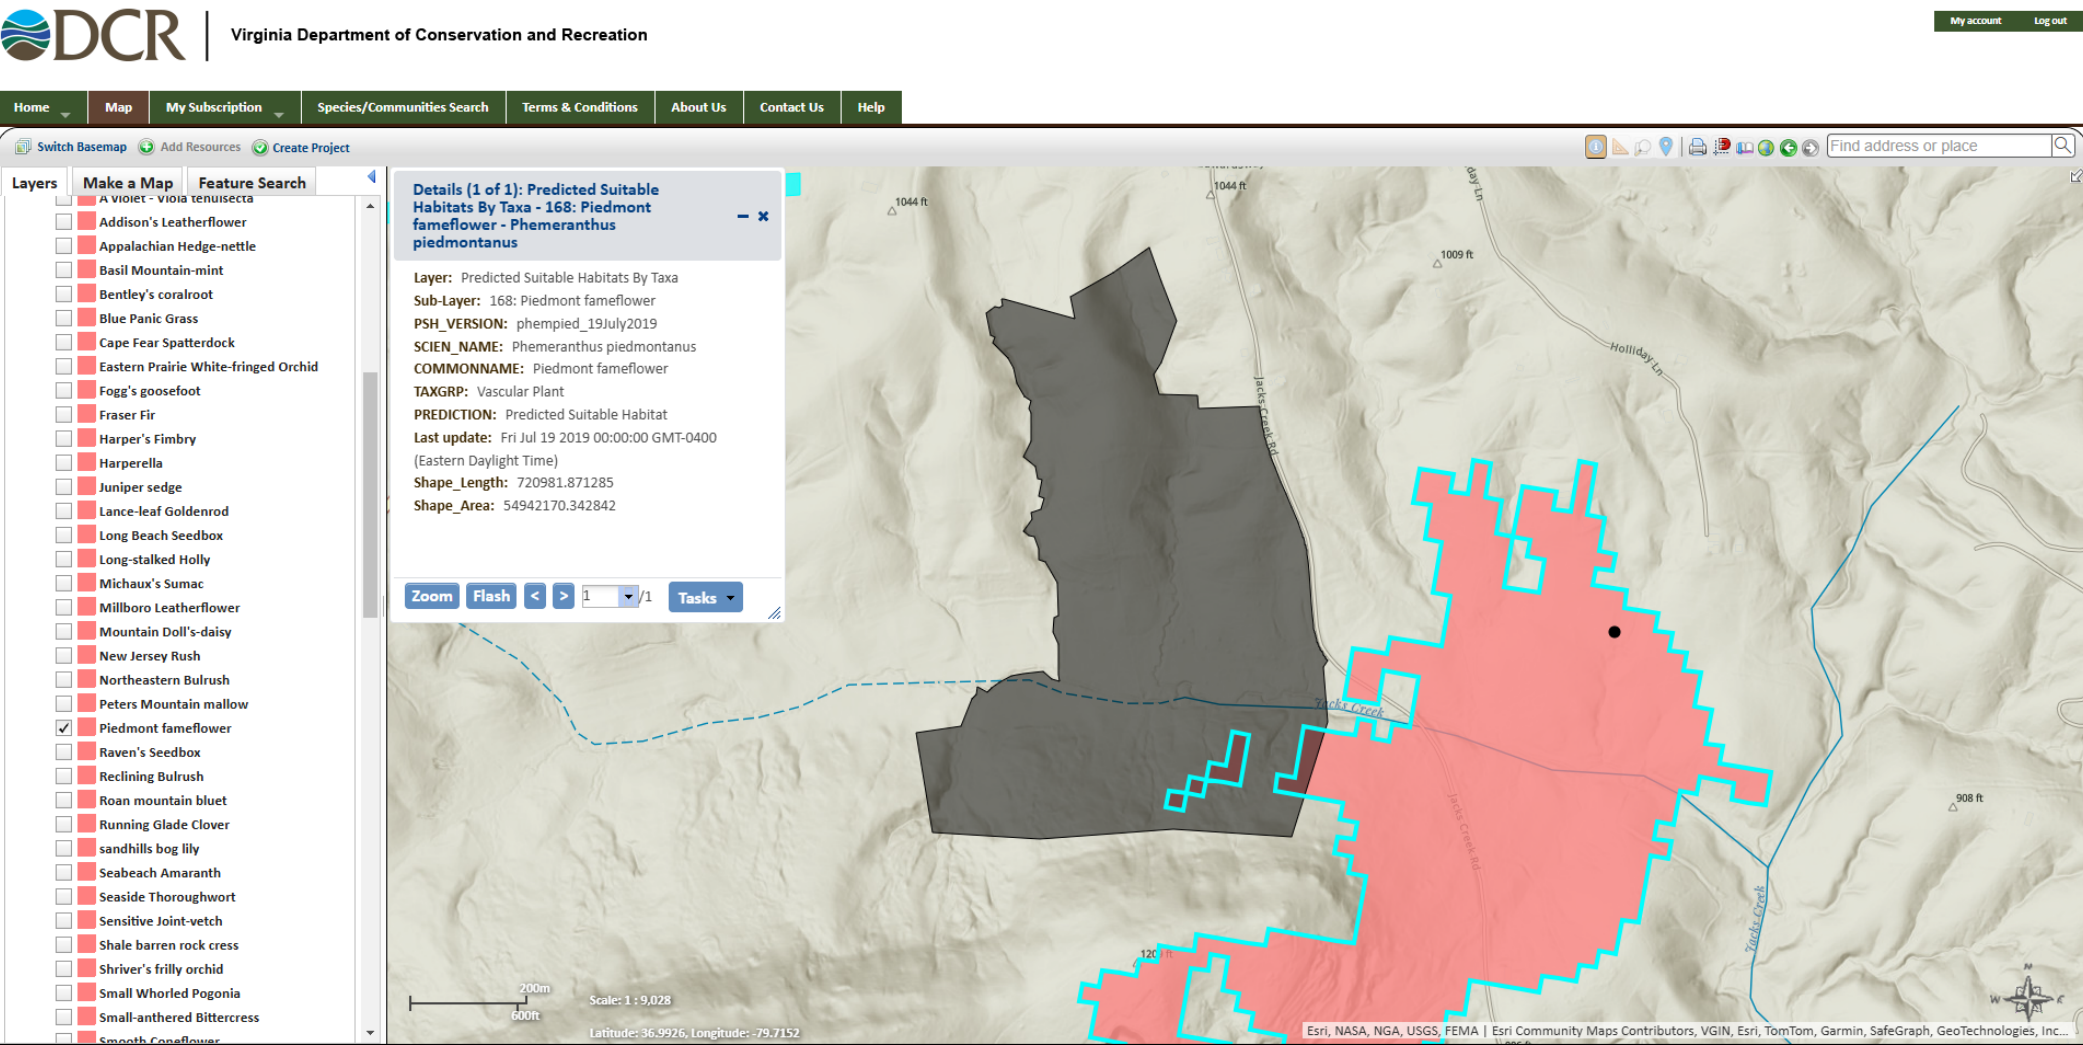 DCR
Virginia Department of Conservation and Recreation
My account Log out
Home Map My Subscription Species/Communities Search Terms & Conditions About Us Contact Us Help
Switch Basemap Add Resources Create Project
Find address or place
Layers Make a Map Feature Search
A violet - Viola tenuisecta
Addison's Leatherflower
Appalachian Hedge-nettle
Basil Mountain-mint
Bentley's coralroot
Blue Panic Grass
Cape Fear Spatterdock
Eastern Prairie White-fringed Orchid
Fogg's goosefoot
Fraser Fir
Harper's Fimbry
Harperella
Juniper sedge
Lance-leaf Goldenrod
Long Beach Seedbox
Long-stalked Holly
Michaux's Sumac
Millboro Leatherflower
Mountain Doll's-daisy
New Jersey Rush
Northeastern Bulrush
Peters Mountain mallow
Piedmont fameflower
Raven's Seedbox
Reclining Bulrush
Roan mountain bluet
Running Glade Clover
sandhills bog lily
Seabeach Amaranth
Seaside Thoroughwort
Sensitive Joint-vetch
Shale barren rock cress
Shriver's frilly orchid
Small Whorled Pogonia
Small-anthered Bittercress
Smooth Coneflower
Details (1 of 1): Predicted Suitable
Habitats By Taxa - 168: Piedmont
fameflower - Phemeranthus
piedmontanus
Layer: Predicted Suitable Habitats By Taxa
Sub-Layer: 168: Piedmont fameflower
PSH_VERSION: phempied_19July2019
SCIEN_NAME: Phemeranthus piedmontanus
COMMONNAME: Piedmont fameflower
TAXGRP: Vascular Plant
PREDICTION: Predicted Suitable Habitat
Last update: Fri Jul 19 2019 00:00:00 GMT-0400
(Eastern Daylight Time)
Shape_Length: 720981.871285
Shape_Area: 54942170.342842
Zoom Flash < > 1 /1 Tasks
1044 ft
1044 ft
day Ln
1009 ft
Holliday Ln
Jacks Creek Rd
Jacks Creek
Jacks Creek Rd
908 ft
Jacks Creek
N
W E
200m
600ft
Scale: 1 : 9,028
Latitude: 36.9926, Longitude: -79.7152
Esri, NASA, NGA, USGS, FEMA | Esri Community Maps Contributors, VGIN, Esri, TomTom, Garmin, SafeGraph, GeoTechnologies, Inc...